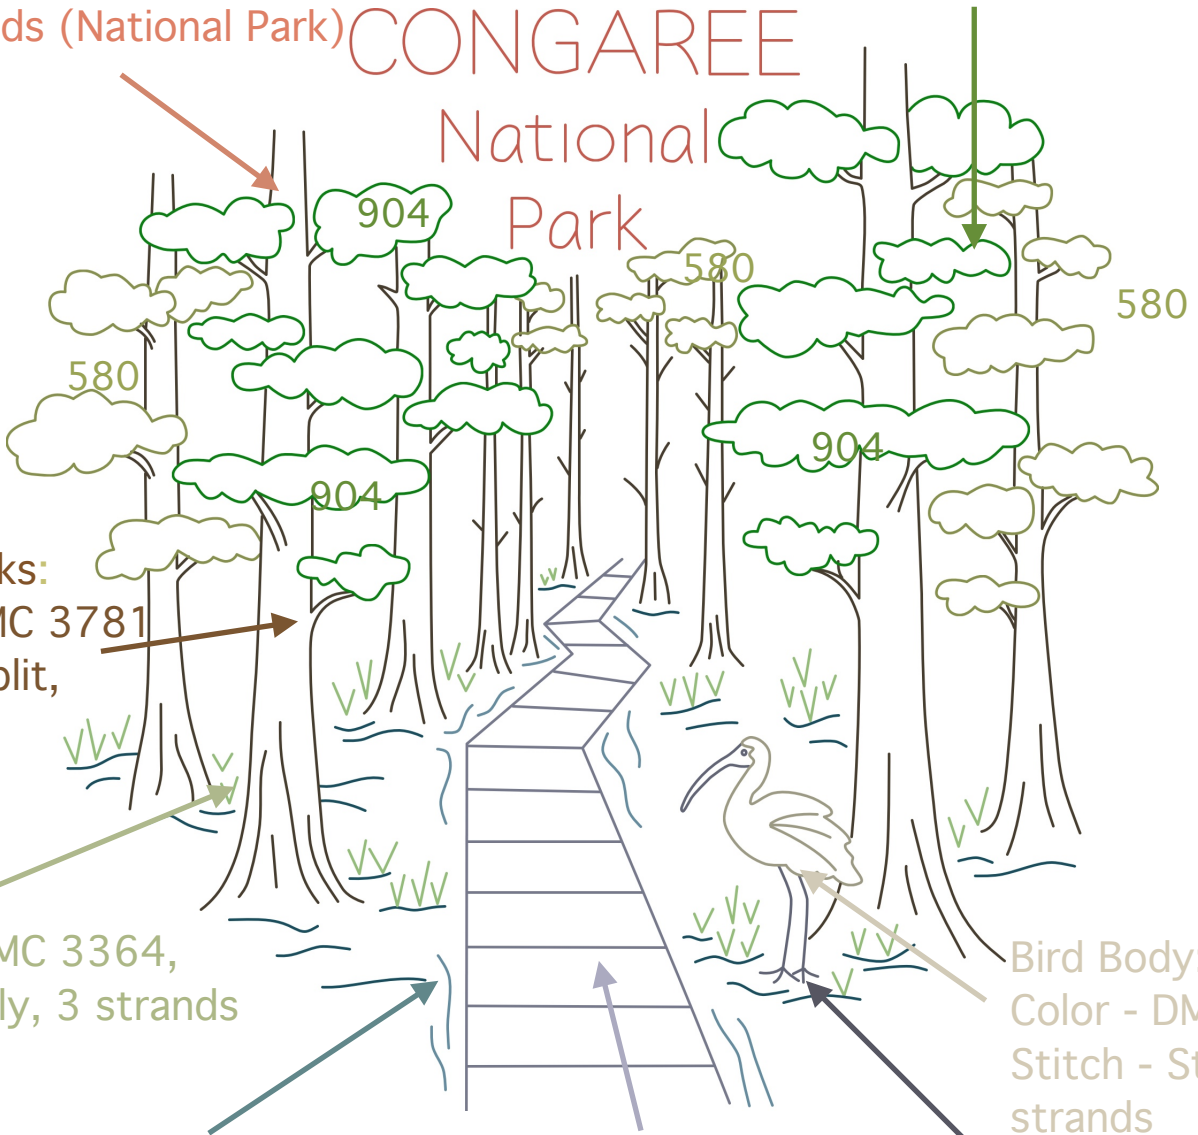 ds (National Park)
CONGAREE
National
Park
904
580
580
580
904
904
ks:
MC 3781
plit,
MC 3364,
ly, 3 strands
Bird Body:
Color - DM
Stitch - St
strands